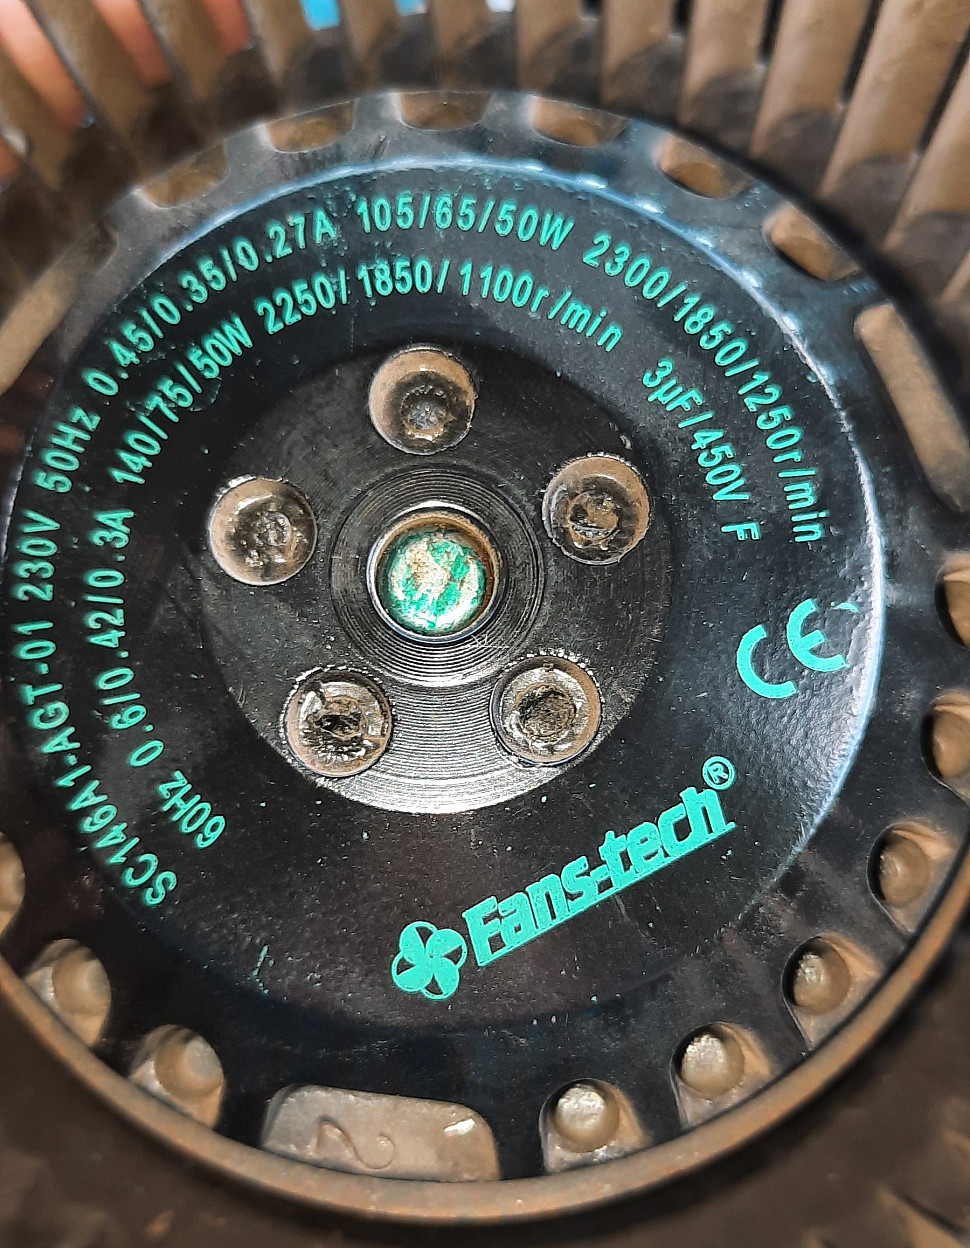 SC146A1-AGT-01 230V 50Hz 0.45/0.35/0.27A 105/65/50W 2300/1850/1250r/min
60Hz 0.6/0.42/0.3A 140/75/50W 2250/1850/1100r/min 3μF/450V F
CE
Fans-tech®
2